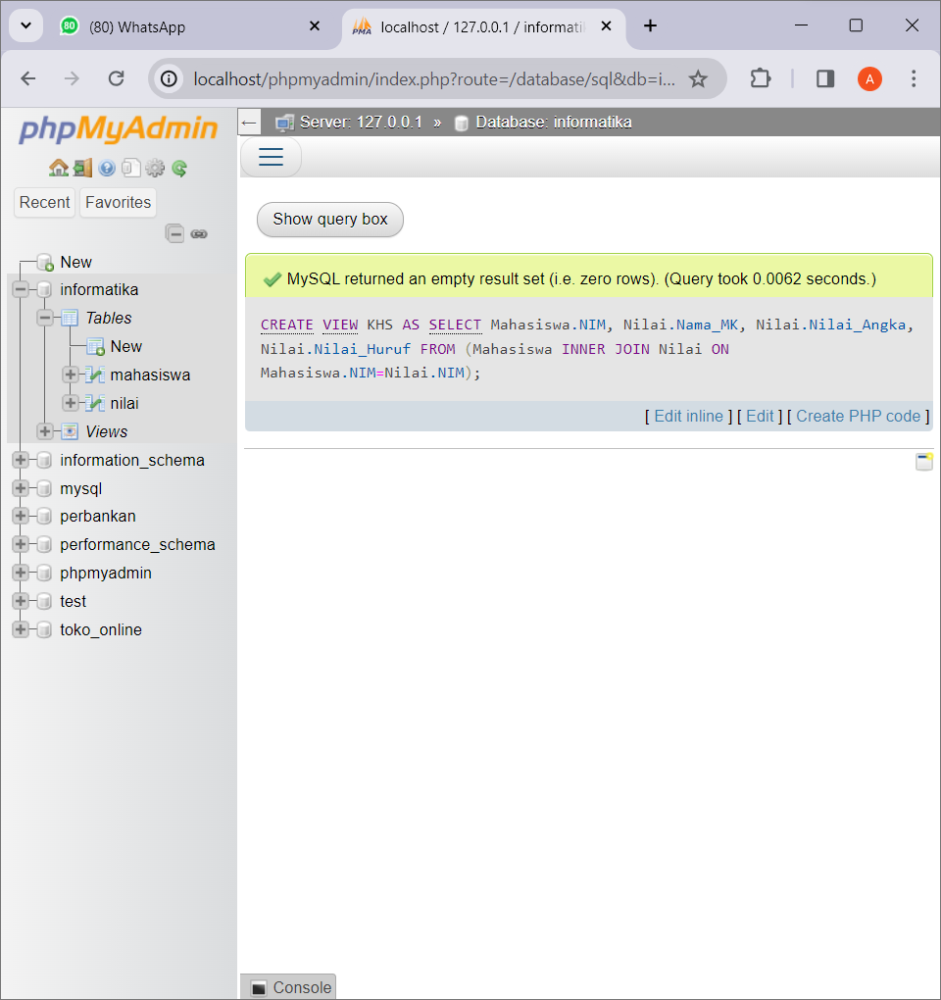 80 (80) WhatsApp
PMA localhost / 127.0.0.1 / informati
localhost/phpmyadmin/index.php?route=/database/sql&db=i...
A
phpMyAdmin
Recent Favorites
New
informatika
Tables
New
mahasiswa
nilai
Views
information_schema
mysql
perbankan
performance_schema
phpmyadmin
test
toko_online
← Server: 127.0.0.1 » Database: informatika
Show query box
MySQL returned an empty result set (i.e. zero rows). (Query took 0.0062 seconds.)
CREATE VIEW KHS AS SELECT Mahasiswa.NIM, Nilai.Nama_MK, Nilai.Nilai_Angka,
Nilai.Nilai_Huruf FROM (Mahasiswa INNER JOIN Nilai ON
Mahasiswa.NIM=Nilai.NIM);
[ Edit inline ] [ Edit ] [ Create PHP code ]
Console